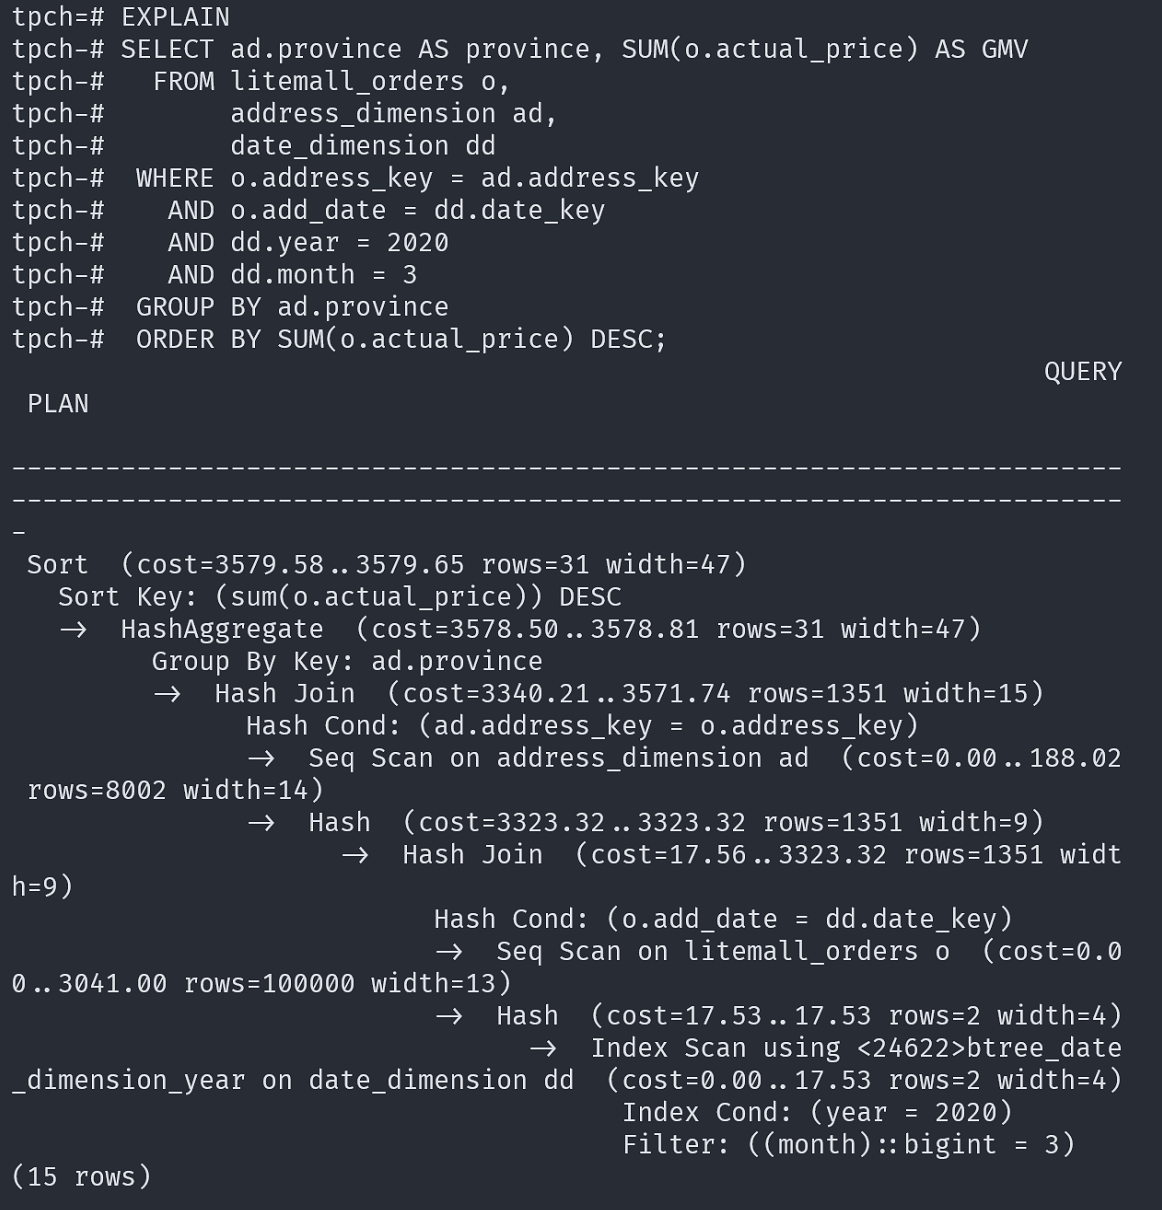 tpch=# EXPLAIN
tpch-# SELECT ad.province AS province, SUM(o.actual_price) AS GMV
tpch-#   FROM litemall_orders o,
tpch-#        address_dimension ad,
tpch-#        date_dimension dd
tpch-#  WHERE o.address_key = ad.address_key
tpch-#    AND o.add_date = dd.date_key
tpch-#    AND dd.year = 2020
tpch-#    AND dd.month = 3
tpch-#  GROUP BY ad.province
tpch-#  ORDER BY SUM(o.actual_price) DESC;
                                                                  QUERY
 PLAN
-----------------------------------------------------------------------
-----------------------------------------------------------------------
-
 Sort  (cost=3579.58..3579.65 rows=31 width=47)
   Sort Key: (sum(o.actual_price)) DESC
   ->  HashAggregate  (cost=3578.50..3578.81 rows=31 width=47)
         Group By Key: ad.province
         ->  Hash Join  (cost=3340.21..3571.74 rows=1351 width=15)
               Hash Cond: (ad.address_key = o.address_key)
               ->  Seq Scan on address_dimension ad  (cost=0.00..188.02
 rows=8002 width=14)
               ->  Hash  (cost=3323.32..3323.32 rows=1351 width=9)
                     ->  Hash Join  (cost=17.56..3323.32 rows=1351 widt
h=9)
                           Hash Cond: (o.add_date = dd.date_key)
                           ->  Seq Scan on litemall_orders o  (cost=0.0
0..3041.00 rows=100000 width=13)
                           ->  Hash  (cost=17.53..17.53 rows=2 width=4)
                                 ->  Index Scan using <24622>btree_date
_dimension_year on date_dimension dd  (cost=0.00..17.53 rows=2 width=4)
                                       Index Cond: (year = 2020)
                                       Filter: ((month)::bigint = 3)
(15 rows)